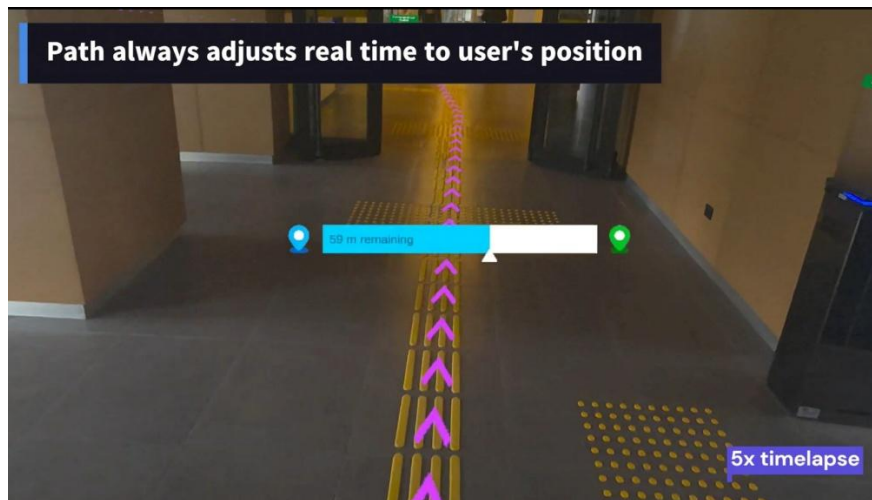 Path always adjusts real time to user's position
59 m remaining
5x timelapse